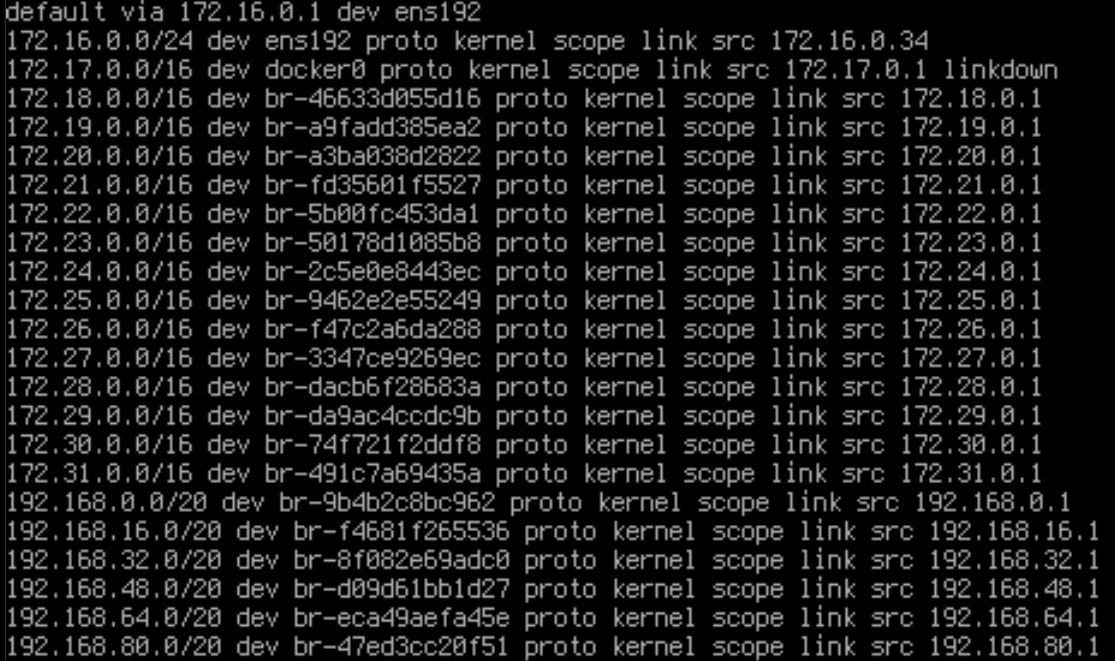 default via 172.16.0.1 dev ens192
172.16.0.0/24 dev ens192 proto kernel scope link src 172.16.0.34
172.17.0.0/16 dev docker0 proto kernel scope link src 172.17.0.1 linkdown
172.18.0.0/16 dev br-46633d055d16 proto kernel scope link src 172.18.0.1
172.19.0.0/16 dev br-a9fadd385ea2 proto kernel scope link src 172.19.0.1
172.20.0.0/16 dev br-a3ba038d2822 proto kernel scope link src 172.20.0.1
172.21.0.0/16 dev br-fd35601f5527 proto kernel scope link src 172.21.0.1
172.22.0.0/16 dev br-5b00fc453da1 proto kernel scope link src 172.22.0.1
172.23.0.0/16 dev br-50178d1085b8 proto kernel scope link src 172.23.0.1
172.24.0.0/16 dev br-2c5e0e8443ec proto kernel scope link src 172.24.0.1
172.25.0.0/16 dev br-9462e2e55249 proto kernel scope link src 172.25.0.1
172.26.0.0/16 dev br-f47c2a6da288 proto kernel scope link src 172.26.0.1
172.27.0.0/16 dev br-3347ce9269ec proto kernel scope link src 172.27.0.1
172.28.0.0/16 dev br-dacb6f28683a proto kernel scope link src 172.28.0.1
172.29.0.0/16 dev br-da9ac4ccdc9b proto kernel scope link src 172.29.0.1
172.30.0.0/16 dev br-74f721f2ddf8 proto kernel scope link src 172.30.0.1
172.31.0.0/16 dev br-491c7a69435a proto kernel scope link src 172.31.0.1
192.168.0.0/20 dev br-9b4b2c8bc962 proto kernel scope link src 192.168.0.1
192.168.16.0/20 dev br-f4681f265536 proto kernel scope link src 192.168.16.1
192.168.32.0/20 dev br-8f082e69adc0 proto kernel scope link src 192.168.32.1
192.168.48.0/20 dev br-d09d61bb1d27 proto kernel scope link src 192.168.48.1
192.168.64.0/20 dev br-eca49aefa45e proto kernel scope link src 192.168.64.1
192.168.80.0/20 dev br-47ed3cc20f51 proto kernel scope link src 192.168.80.1